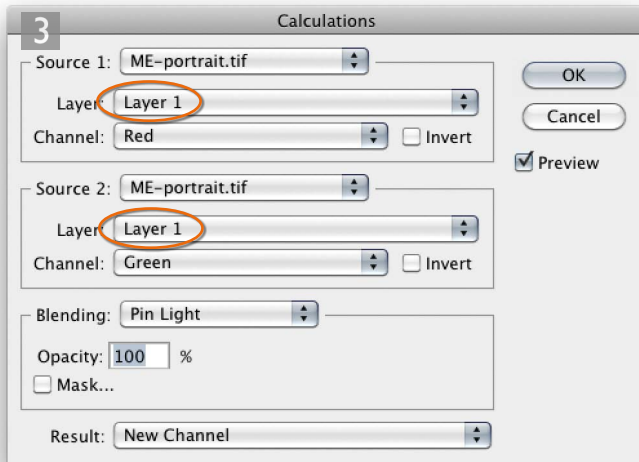 3
Calculations
Source 1: ME-portrait.tif
OK
Layer: Layer 1
Cancel
Channel: Red Invert
Preview
Source 2: ME-portrait.tif
Layer: Layer 1
Channel: Green Invert
Blending: Pin Light
Opacity: 100 %
Mask...
Result: New Channel